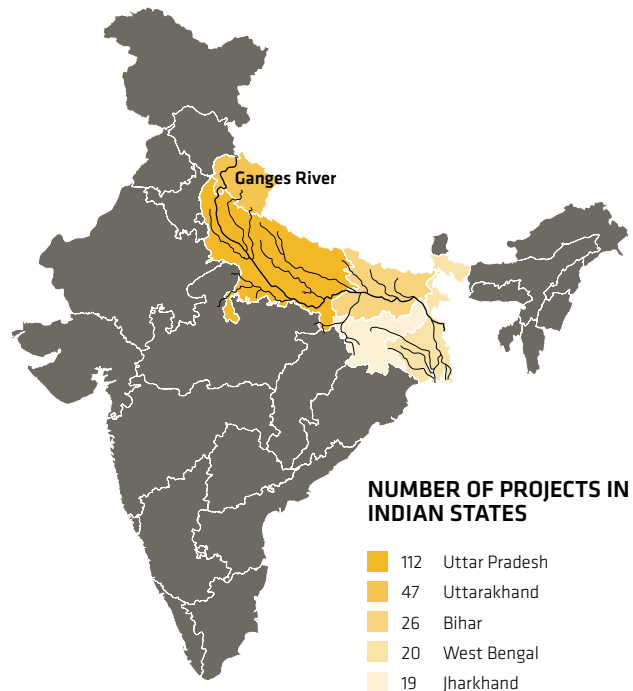 Ganges River
NUMBER OF PROJECTS IN
INDIAN STATES
112 Uttar Pradesh
47 Uttarakhand
26 Bihar
20 West Bengal
19 Jharkhand